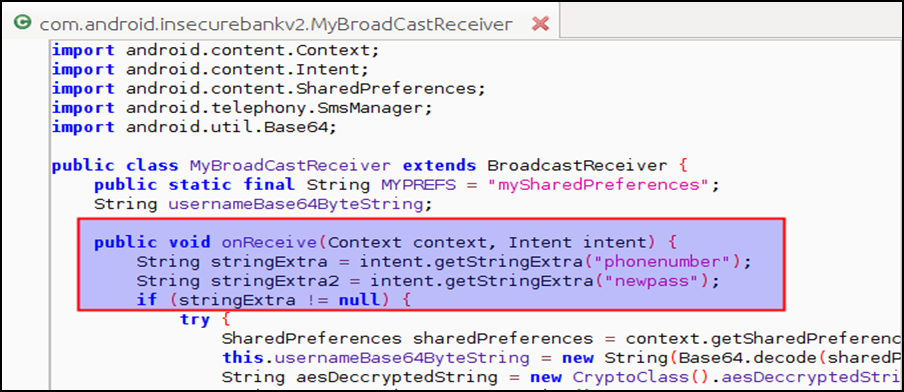 com.android.insecurebankv2.MyBroadCastReceiver
import android.content.Context;
import android.content.Intent;
import android.content.SharedPreferences;
import android.telephony.SmsManager;
import android.util.Base64;
public class MyBroadCastReceiver extends BroadcastReceiver {
public static final String MYPREFS = "mySharedPreferences";
String usernameBase64ByteString;
public void onReceive(Context context, Intent intent) {
String stringExtra = intent.getStringExtra("phonenumber");
String stringExtra2 = intent.getStringExtra("newpass");
if (stringExtra != null) {
try {
SharedPreferences sharedPreferences = context.getSharedPreferenc
this.usernameBase64ByteString = new String(Base64.decode(sharedP
String aesDeccryptedString = new CryptoClass().aesDeccryptedStri